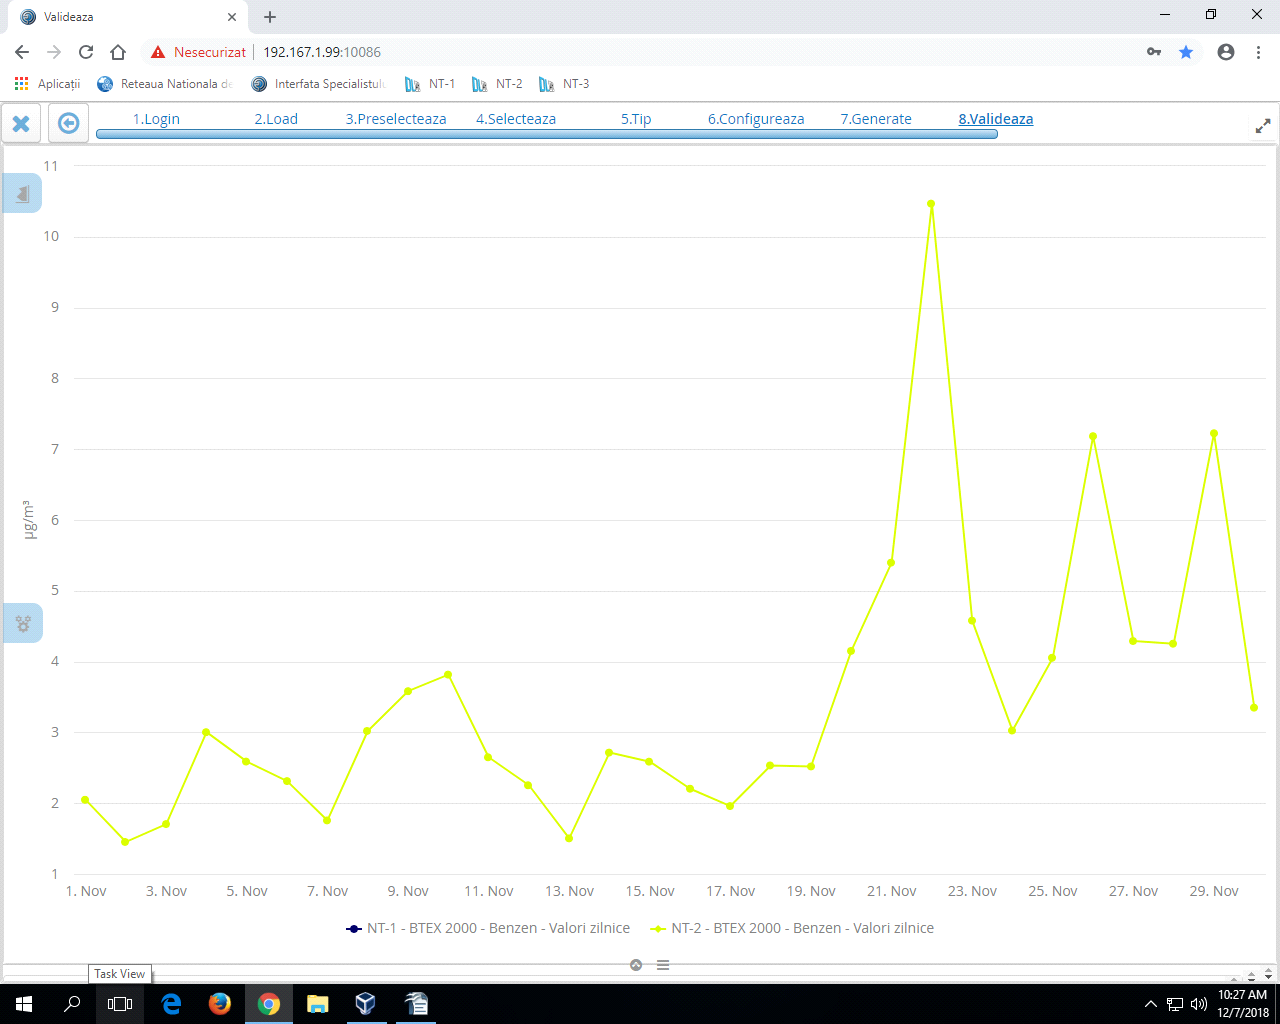 Valideaza
Nesecurizat 192.167.1.99:10086
Aplicații Reteaua Nationala de Interfata Specialistulu NT-1 NT-2 NT-3
1.Login 2.Load 3.Preselecteaza 4.Selecteaza 5.Tip 6.Configureaza 7.Generate 8.Valideaza
11
10
9
8
7
6
5
4
3
2
1
µg/m³
1. Nov 3. Nov 5. Nov 7. Nov 9. Nov 11. Nov 13. Nov 15. Nov 17. Nov 19. Nov 21. Nov 23. Nov 25. Nov 27. Nov 29. Nov
NT-1 - BTEX 2000 - Benzen - Valori zilnice NT-2 - BTEX 2000 - Benzen - Valori zilnice
Task View
10:27 AM
12/7/2018